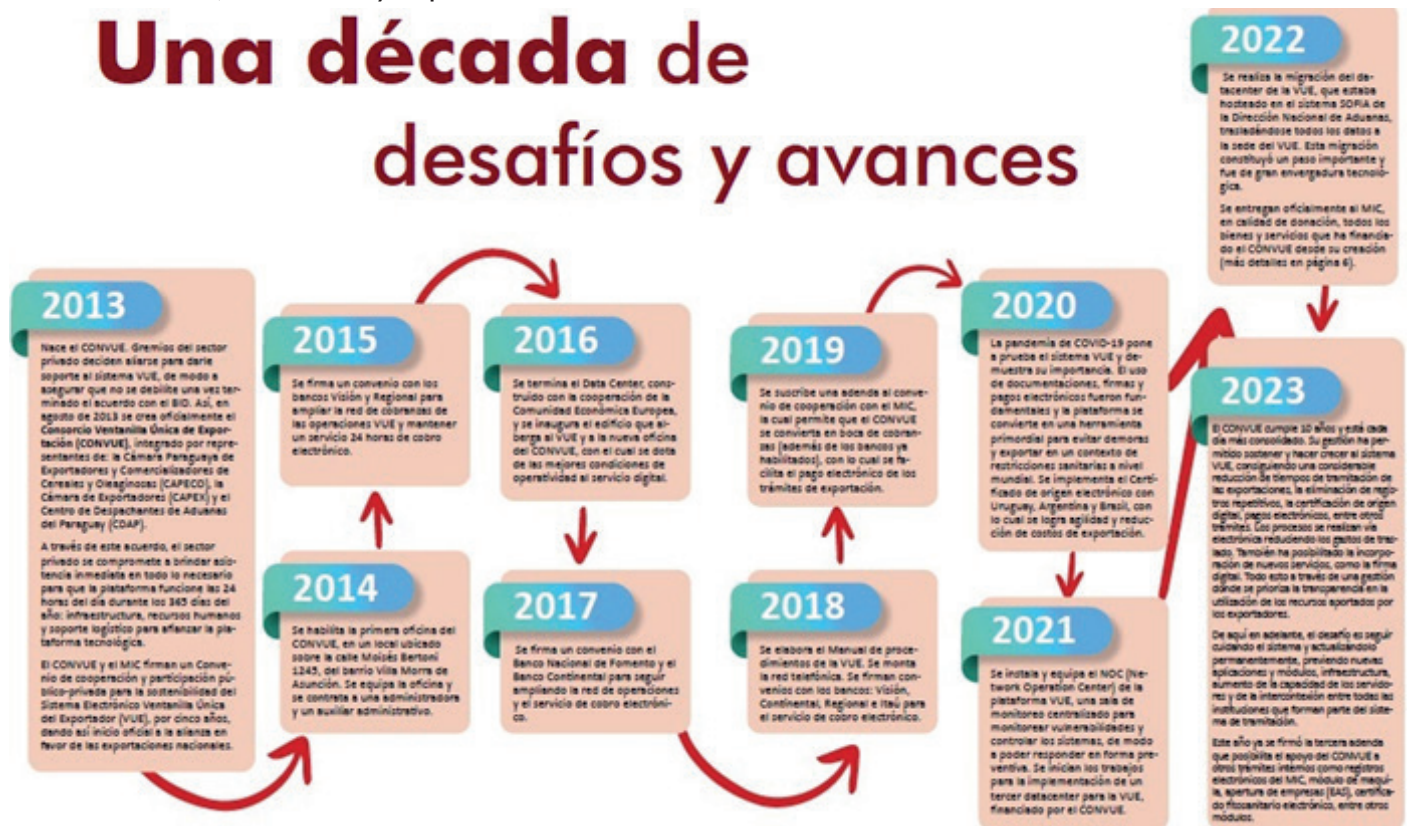 Una década de
desafíos y avances
2013
Nace el CONVUE. Gremios del sector
privado deciden aliarse para darle
soporte al sistema VUE, de modo a
asegurar que no se debilite una vez ter-
minado el acuerdo con el BID. Así, en
agosto de 2013 se crea oficialmente el
Consorcio Ventanilla Única de Expor-
tación (CONVUE), integrado por repre-
sentantes de: la Cámara Paraguaya de
Exportadores y Comercializadores de
Cereales y Oleaginosas (CAPECO), la
Cámara de Exportadores (CAPEX) y el
Centro de Despachantes de Aduanas
del Paraguay (CDAP).
A través de este acuerdo, el sector
privado se compromete a brindar asis-
tencia inmediata en todo lo necesario
para que la plataforma funcione las 24
horas del día durante los 365 días del
año: infraestructura, recursos humanos
y soporte logístico para afianzar la pla-
taforma tecnológica.
El CONVUE y el MIC firman un Conve-
nio de cooperación y participación pú-
blico-privada para la sostenibilidad del
Sistema Electrónico Ventanilla Única
del Exportador (VUE), por cinco años,
dando así inicio oficial a la alianza en
favor de las exportaciones nacionales.
2014
Se habilita la primera oficina del
CONVUE, en un local ubicado
sobre la calle Moisés Bertoni
1245, del barrio Villa Morra de
Asunción. Se equipa la oficina y
se contrata a una administradora
y un auxiliar administrativo.
2015
Se firma un convenio con los
bancos Visión y Regional para
ampliar la red de cobranzas de
las operaciones VUE y mantener
un servicio 24 horas de cobro
electrónico.
2016
Se termina el Data Center, cons-
truido con la cooperación de la
Comunidad Económica Europea,
y se inaugura el edificio que al-
berga al VUE y a la nueva oficina
del CONVUE, con el cual se dota
de las mejores condiciones de
operatividad al servicio digital.
2017
Se firma un convenio con el
Banco Nacional de Fomento y el
Banco Continental para seguir
ampliando la red de operaciones
y el servicio de cobro electróni-
co.
2018
Se elabora el Manual de proce-
dimientos de la VUE. Se monta
la red telefónica. Se firman con-
venios con los bancos: Visión,
Continental, Regional e Itaú para
el servicio de cobro electrónico.
2019
Se suscribe una adenda al conve-
nio de cooperación con el MIC,
la cual permite que el CONVUE
se convierta en boca de cobran-
zas (además de los bancos ya
habilitados), con lo cual se fa-
cilita el pago electrónico de los
trámites de exportación.
2020
La pandemia de COVID-19 pone
a prueba el sistema VUE y de-
muestra su importancia. El uso
de documentaciones, firmas y
pagos electrónicos fueron fun-
damentales y la plataforma se
convierte en una herramienta
primordial para evitar demoras
y exportar en un contexto de
restricciones sanitarias a nivel
mundial. Se implementa el Certi-
ficado de origen electrónico con
Uruguay, Argentina y Brasil, con
lo cual se logra agilidad y reduc-
ción de costos de exportación.
2021
Se instala y equipa el NOC (Ne-
twork Operation Center) de la
plataforma VUE, una sala de
monitoreo centralizado para
monitorear vulnerabilidades y
controlar los sistemas, de modo
a poder responder en forma pre-
ventiva. Se inician los trabajos
para la implementación de un
tercer datacenter para la VUE,
financiado por el CONVUE.
2022
Se realiza la migración del da-
tacenter de la VUE, que estaba
hosteado en el sistema SOFIA de
la Dirección Nacional de Aduanas,
trasladándose todos los datos a
la sede del VUE. Esta migración
constituyó un paso importante y
fue de gran envergadura tecnoló-
gica.
Se entregan oficialmente al MIC,
en calidad de donación, todos los
bienes y servicios que ha financia-
do el CONVUE desde su creación
(más detalles en página 6).
2023
El CONVUE cumple 10 años y está cada
día más consolidado. Su gestión ha per-
mitido sostener y hacer crecer al sistema
VUE, consiguiendo una considerable
reducción de tiempos de tramitación de
las exportaciones, la eliminación de regis-
tros repetitivos, la certificación de origen
digital, pagos electrónicos, entre otros
trámites. Los procesos se realizan vía
electrónica reduciendo los gastos de tras-
lado. También ha posibilitado la incorpo-
ración de nuevos servicios, como la firma
digital. Todo esto a través de una gestión
donde se prioriza la transparencia en la
utilización de los recursos aportados por
los exportadores.
De aquí en adelante, el desafío es seguir
cuidando el sistema y actualizándolo
permanentemente, previendo nuevas
aplicaciones y módulos, infraestructura,
aumento de la capacidad de los servido-
res y de la interconexión entre todas las
instituciones que forman parte del siste-
ma de tramitación.
Este año ya se firmó la tercera adenda
que posibilita el apoyo del CONVUE a
otros trámites internos como registros
electrónicos del MIC, módulo de maqui-
la, apertura de empresas (EAS), certifica-
do fitosanitario electrónico, entre otros
módulos.